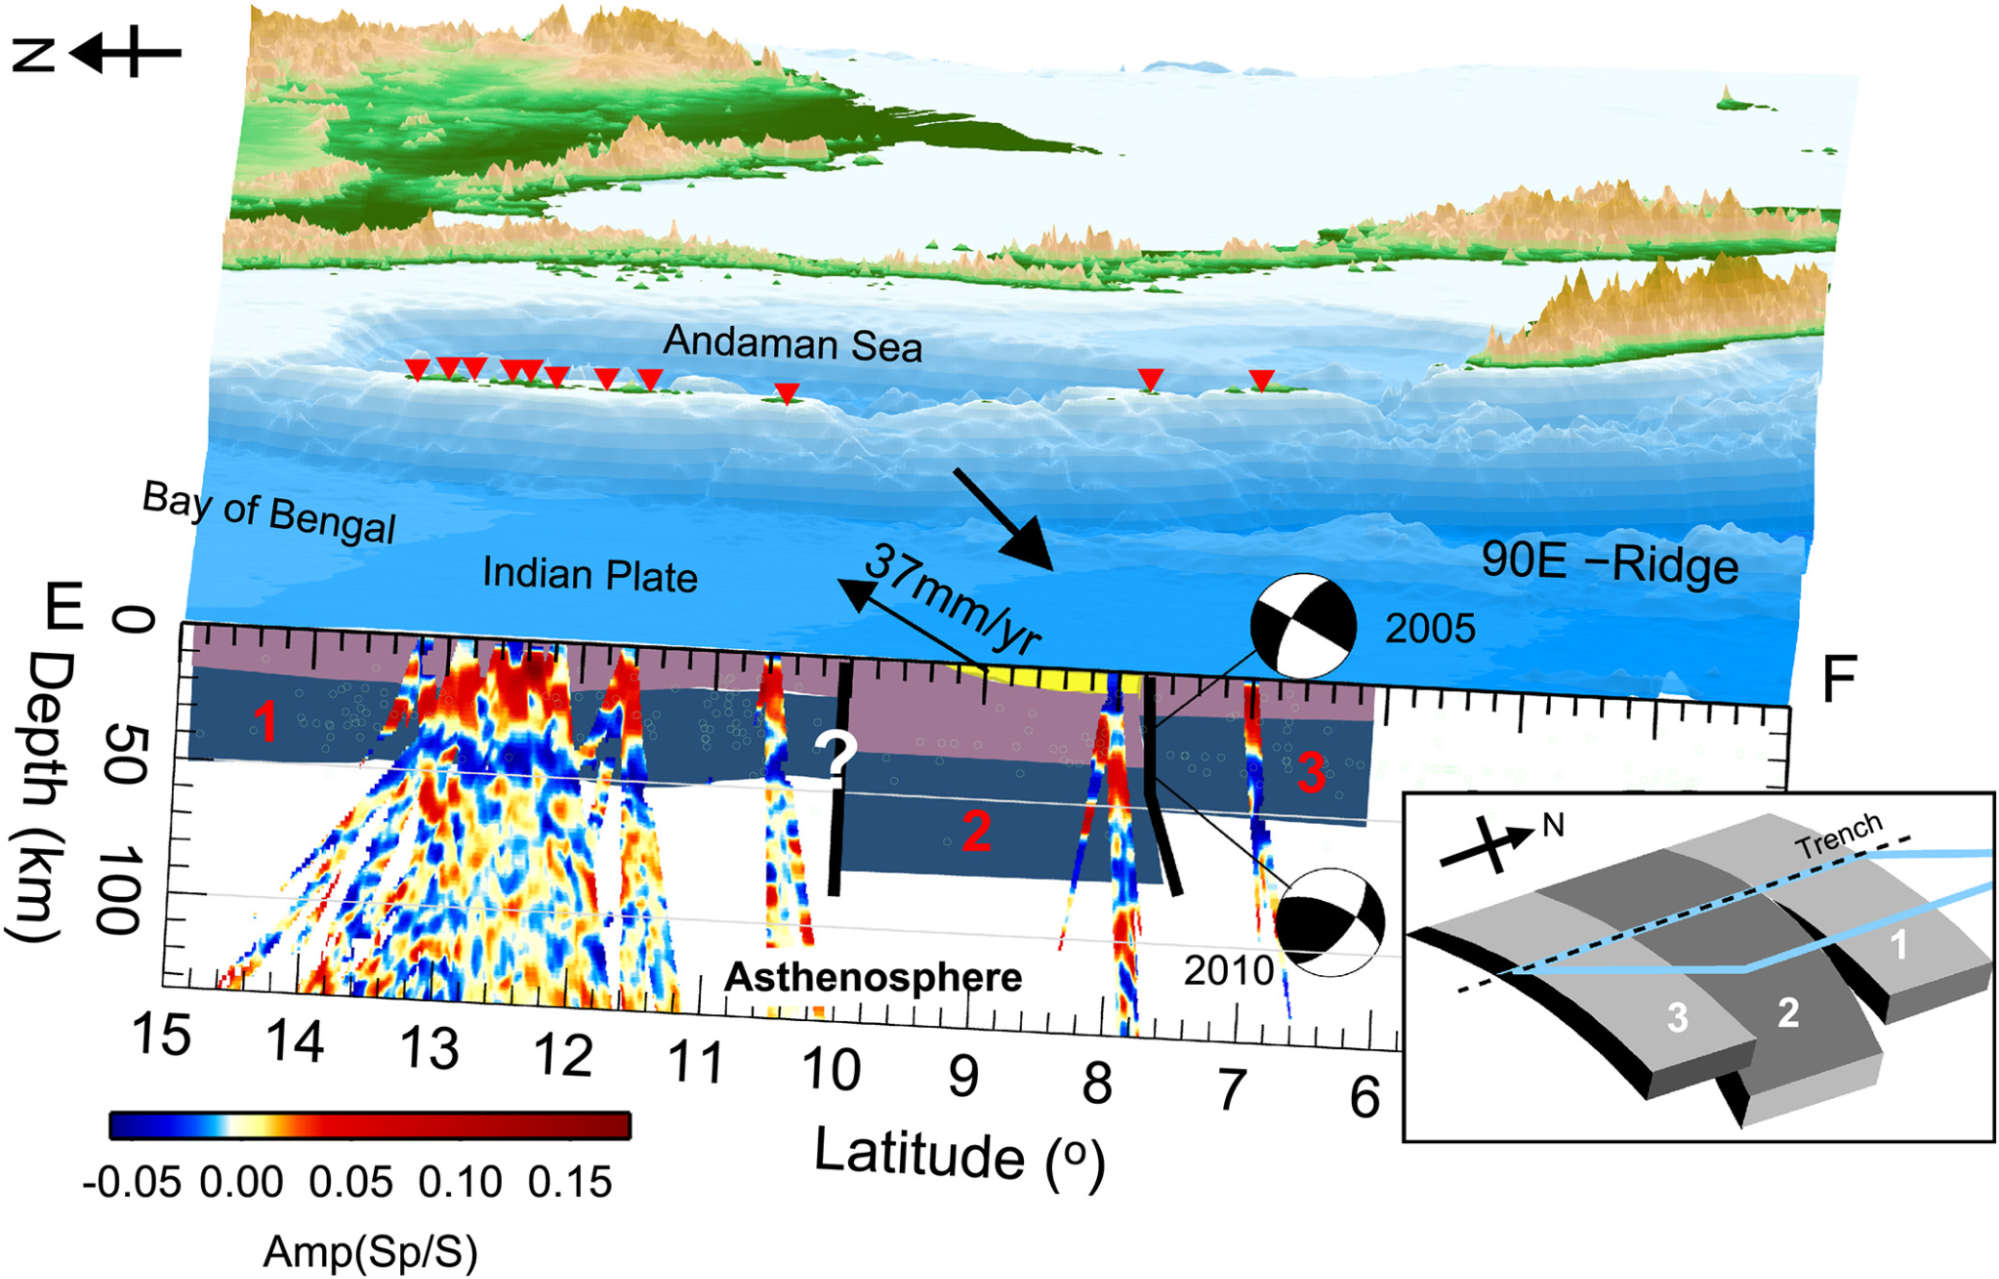 N
Andaman Sea
Bay of Bengal
Indian Plate
37mm/yr
90E −Ridge
2005
E
F
0
50
100
Depth (km)
1
?
2
3
2010
Asthenosphere
15
14
13
12
11
10
9
8
7
6
Latitude (º)
N
Trench
1
2
3
-0.05 0.00 0.05 0.10 0.15
Amp(Sp/S)